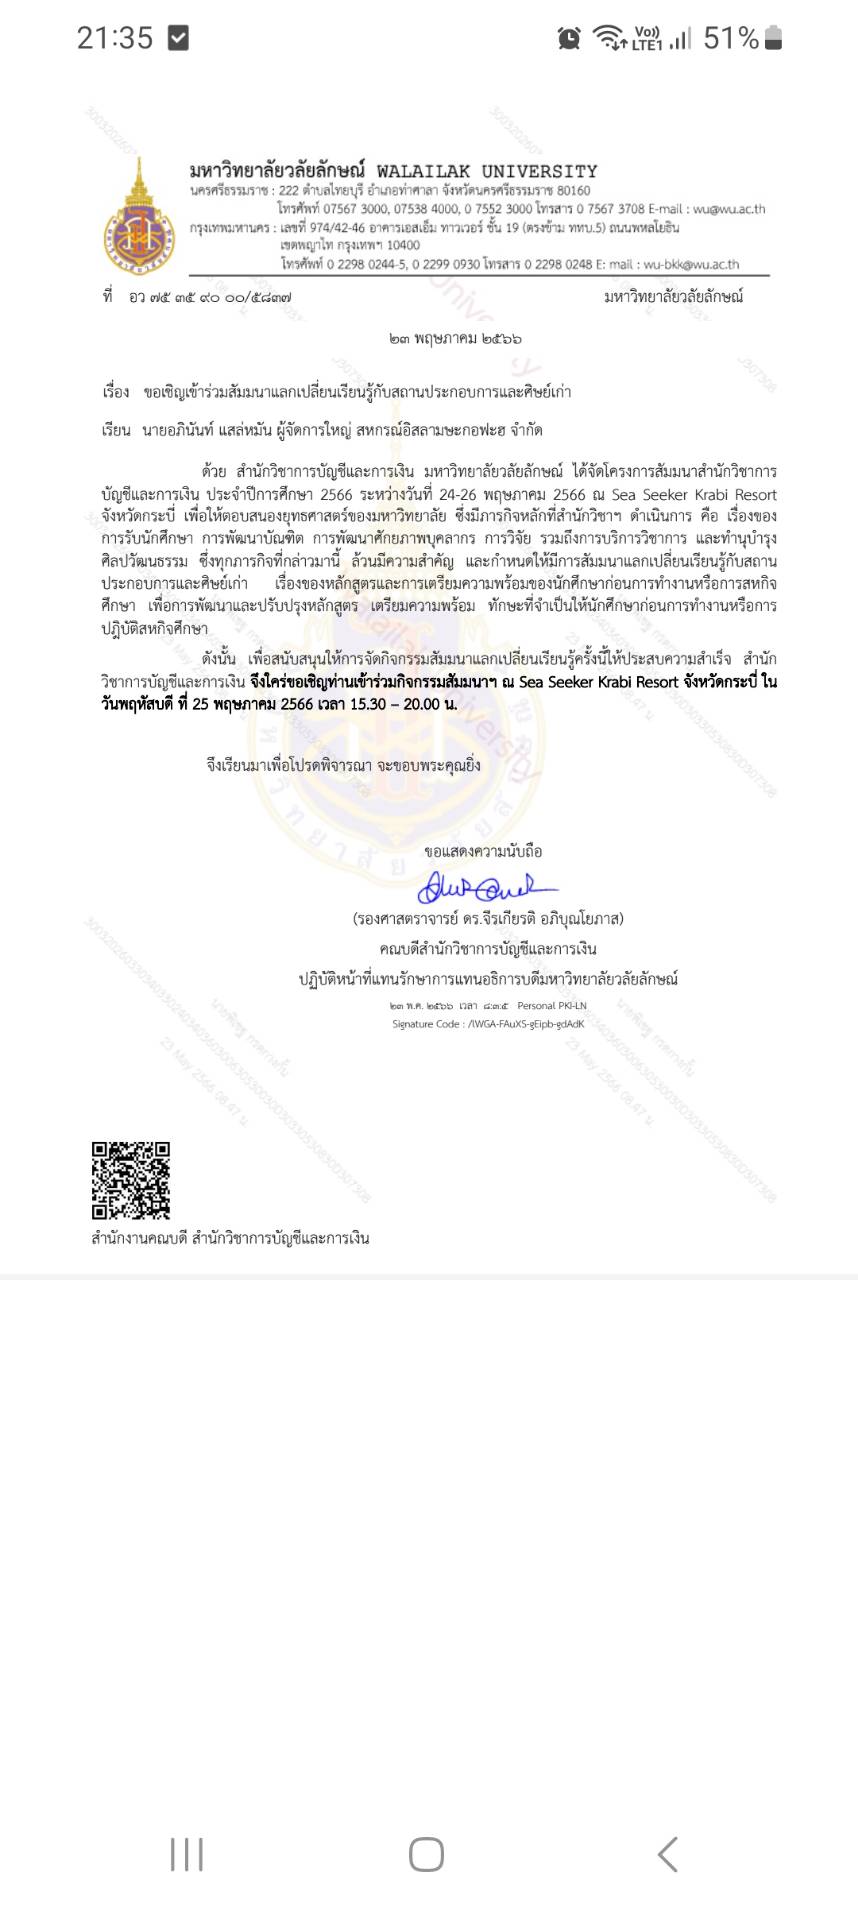 21:35 Vo)) LTE1 51%
มหาวิทยาลัยวลัยลักษณ์ WALAILAK UNIVERSITY
นครศรีธรรมราช : 222 ตำบลไทยบุรี อำเภอท่าศาลา จังหวัดนครศรีธรรมราช 80160
โทรศัพท์ 07567 3000, 07538 4000, 0 7552 3000 โทรสาร 0 7567 3708 E-mail : wu@wu.ac.th
กรุงเทพมหานคร : เลขที่ 974/42-46 อาคารเอสเอ็ม ทาวเวอร์ ชั้น 19 (ตรงข้าม ททบ.5) ถนนพหลโยธิน
เขตพญาไท กรุงเทพฯ 10400
โทรศัพท์ 0 2298 0244-5, 0 2299 0930 โทรสาร 0 2298 0248 E: mail : wu-bkk@wu.ac.th
ที่ อว ๗๕ ๓๕ ๙๐ ๐๐/๕๘๓๗ มหาวิทยาลัยวลัยลักษณ์
๒๓ พฤษภาคม ๒๕๖๖
เรื่อง ขอเชิญเข้าร่วมสัมมนาแลกเปลี่ยนเรียนรู้กับสถานประกอบการและศิษย์เก่า
เรียน นายอภินันท์ แสล่หมัน ผู้จัดการใหญ่ สหกรณ์อิสลามษะกอฟะฮ จำกัด
ด้วย สำนักวิชาการบัญชีและการเงิน มหาวิทยาลัยวลัยลักษณ์ ได้จัดโครงการสัมมนาสำนักวิชาการ
บัญชีและการเงิน ประจำปีการศึกษา 2566 ระหว่างวันที่ 24-26 พฤษภาคม 2566 ณ Sea Seeker Krabi Resort
จังหวัดกระบี่ เพื่อให้ตอบสนองยุทธศาสตร์ของมหาวิทยาลัย ซึ่งมีภารกิจหลักที่สำนักวิชาฯ ดำเนินการ คือ เรื่องของ
การรับนักศึกษา การพัฒนาบัณฑิต การพัฒนาศักยภาพบุคลากร การวิจัย รวมถึงการบริการวิชาการ และทำนุบำรุง
ศิลปวัฒนธรรม ซึ่งทุกภารกิจที่กล่าวมานี้ ล้วนมีความสำคัญ และกำหนดให้มีการสัมมนาแลกเปลี่ยนเรียนรู้กับสถาน
ประกอบการและศิษย์เก่า เรื่องของหลักสูตรและการเตรียมความพร้อมของนักศึกษาก่อนการทำงานหรือการสหกิจ
ศึกษา เพื่อการพัฒนาและปรับปรุงหลักสูตร เตรียมความพร้อม ทักษะที่จำเป็นให้นักศึกษาก่อนการทำงานหรือการ
ปฎิบัติสหกิจศึกษา
ดังนั้น เพื่อสนับสนุนให้การจัดกิจกรรมสัมมนาแลกเปลี่ยนเรียนรู้ครั้งนี้ให้ประสบความสำเร็จ สำนัก
วิชาการบัญชีและการเงิน จึงใคร่ขอเชิญท่านเข้าร่วมกิจกรรมสัมมนาฯ ณ Sea Seeker Krabi Resort จังหวัดกระบี่ ใน
วันพฤหัสบดี ที่ 25 พฤษภาคม 2566 เวลา 15.30 – 20.00 น.
จึงเรียนมาเพื่อโปรดพิจารณา จะขอบพระคุณยิ่ง
ขอแสดงความนับถือ
(รองศาสตราจารย์ ดร.จีรเกียรติ อภิบุณโยภาส)
คณบดีสำนักวิชาการบัญชีและการเงิน
ปฏิบัติหน้าที่แทนรักษาการแทนอธิการบดีมหาวิทยาลัยวลัยลักษณ์
๒๓ พ.ค. ๒๕๖๖ เวลา ๘:๓:๕ Personal PKI-LN
Signature Code : /lWGA-FAuXS-gEipb-gdAdK
23 May 2566 08.47 น. 23 May 2566 08.47 น.
สำนักงานคณบดี สำนักวิชาการบัญชีและการเงิน